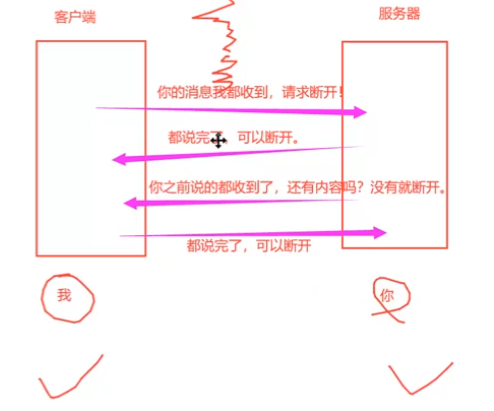 客户端
服务器
你的消息我都收到，请求断开！
都说完了，可以断开。
你之前说的都收到了，还有内容吗？没有就断开。
都说完了，可以断开
我
你